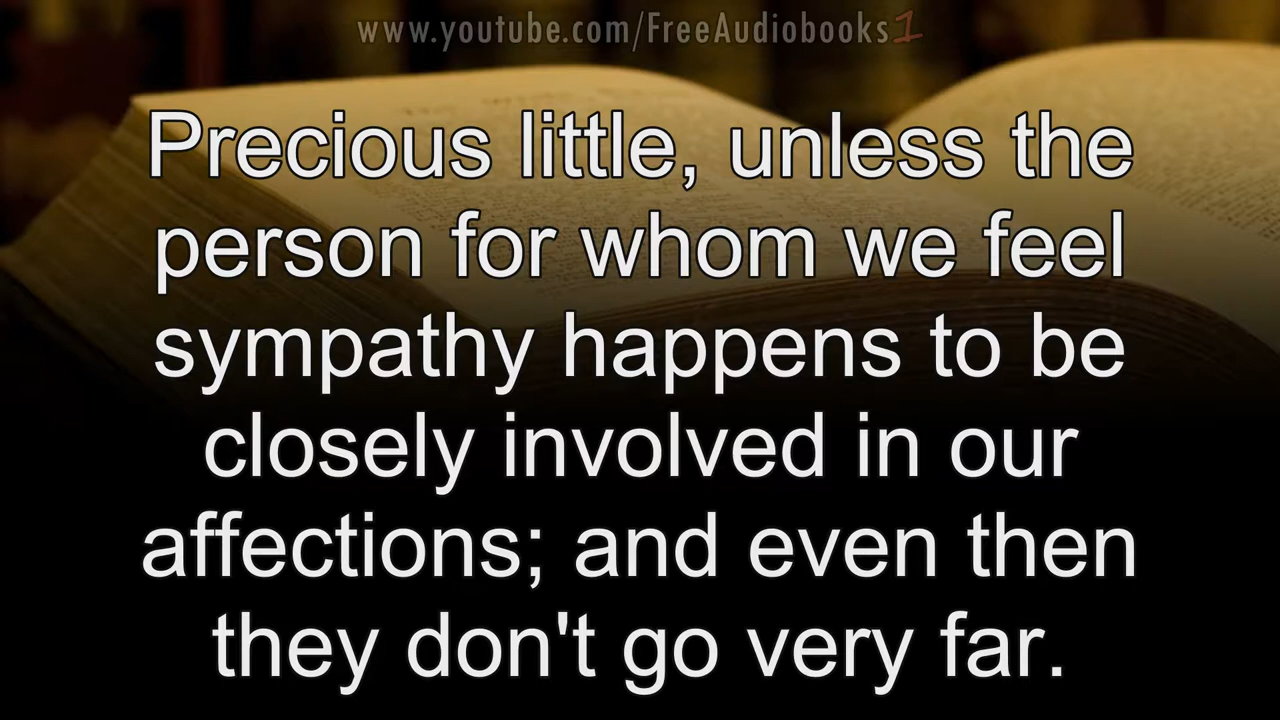 www.youtube.com/FreeAudiobooks1
Precious little, unless the
person for whom we feel
sympathy happens to be
closely involved in our
affections; and even then
they don't go very far.